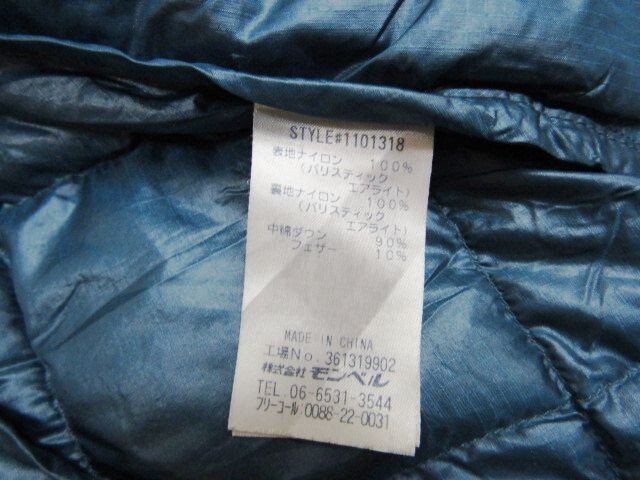 STYLE#1101318
表地ナイロン 100%
(バリスティック
エアライト)
裏地ナイロン 100%
(バリスティック
エアライト)
中綿ダウン 90%
フェザー 10%
MADE IN CHINA
工場No. 361319902
株式会社 モンベル
TEL. 06-6531-3544
フリーコール:0088-22-0031